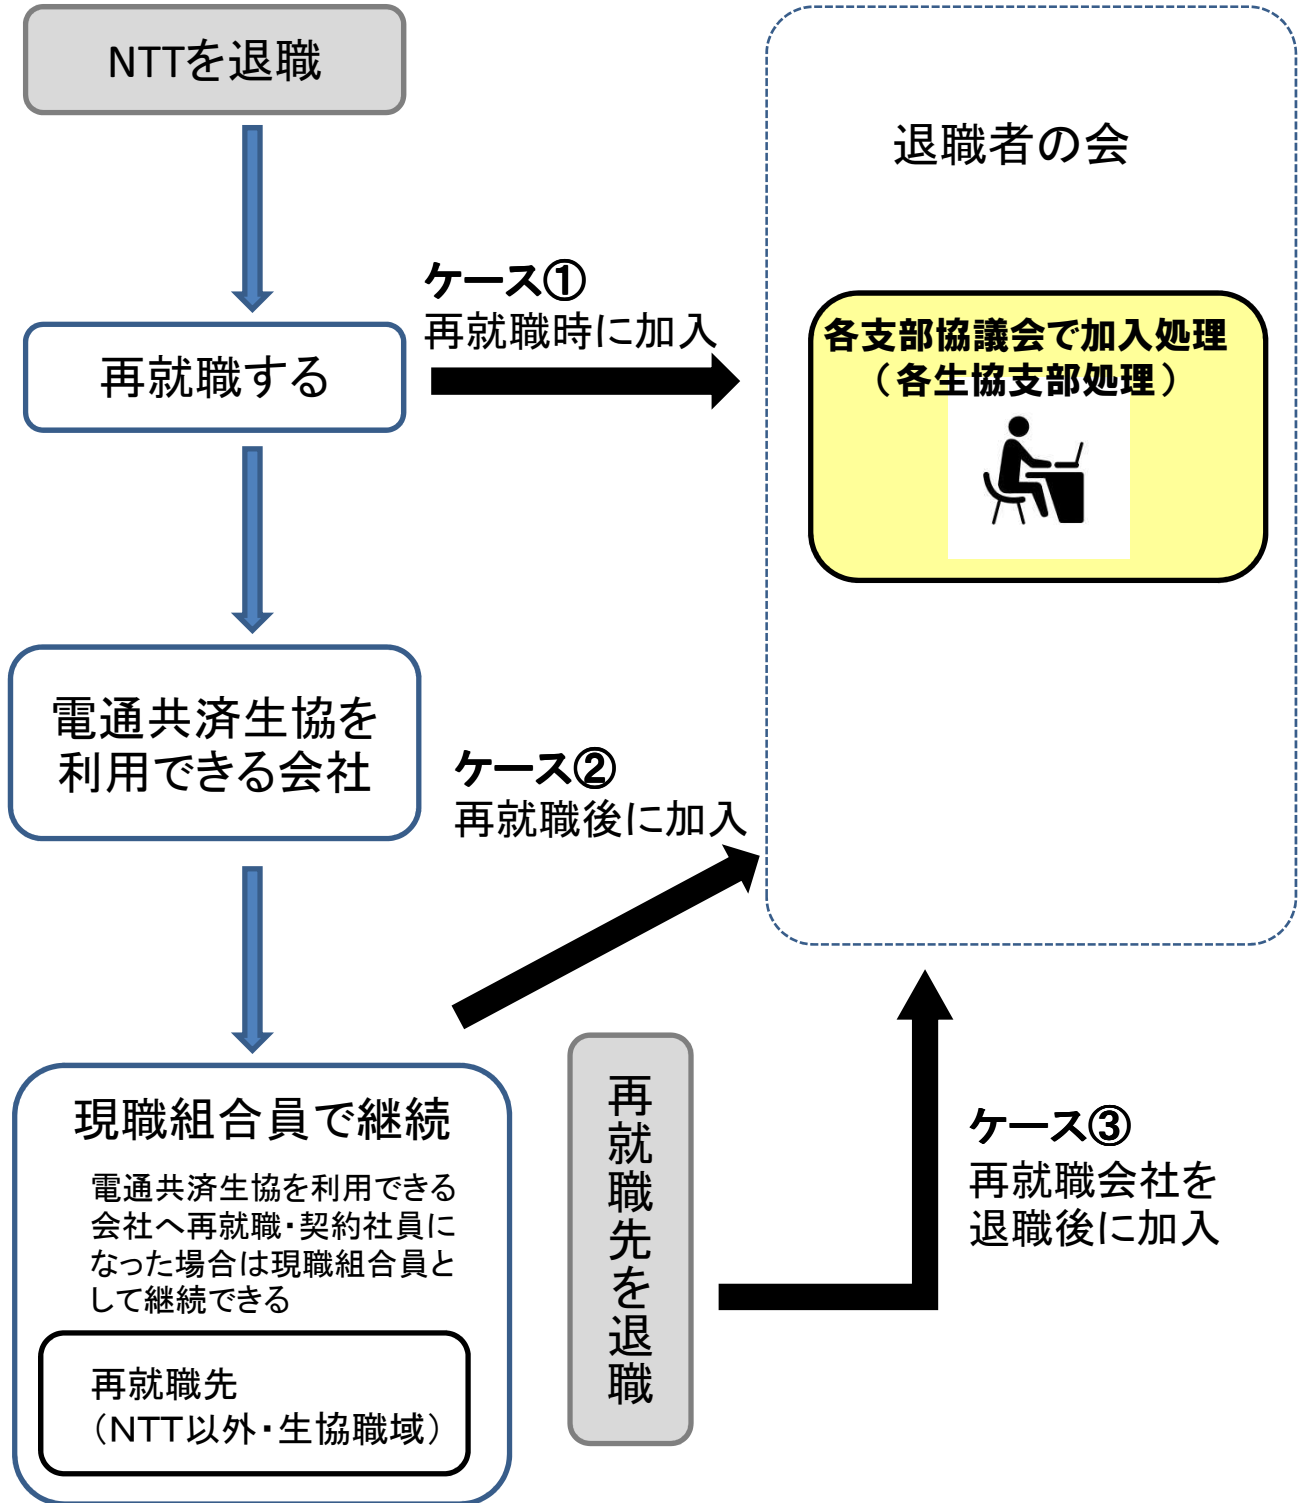 NTTを退職
退職者の会
ケース①
再就職時に加入
各支部協議会で加入処理
（各生協支部処理）
再就職する
電通共済生協を
利用できる会社
ケース②
再就職後に加入
現職組合員で継続
電通共済生協を利用できる
会社へ再就職・契約社員に
なった場合は現職組合員と
して継続できる
再就職先
（NTT以外・生協職域）
再就職先を退職
ケース③
再就職会社を
退職後に加入